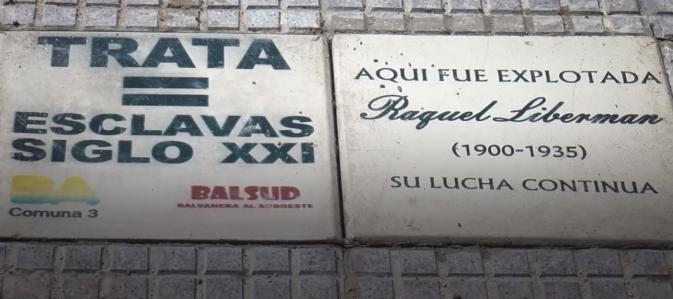 TRATA
=
ESCLAVAS
SIGLO XXI
BA
Comuna 3
BALSUD
BALVANERA AL SUDOESTE
AQUI FUE EXPLOTADA
Raquel Liberman
(1900-1935)
SU LUCHA CONTINUA